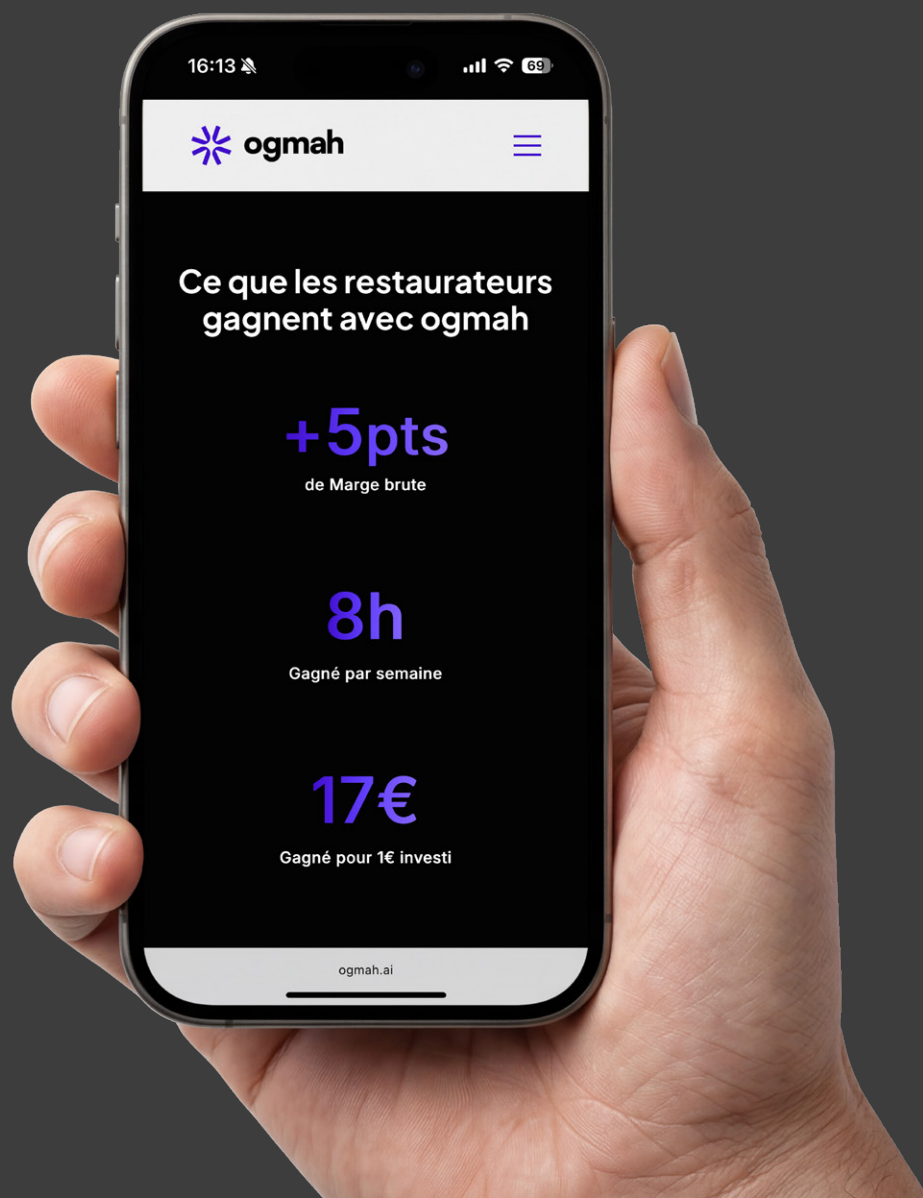 16:13
69
ogmah
Ce que les restaurateurs
gagnent avec ogmah
+5pts
de Marge brute
8h
Gagné par semaine
17€
Gagné pour 1€ investi
ogmah.ai